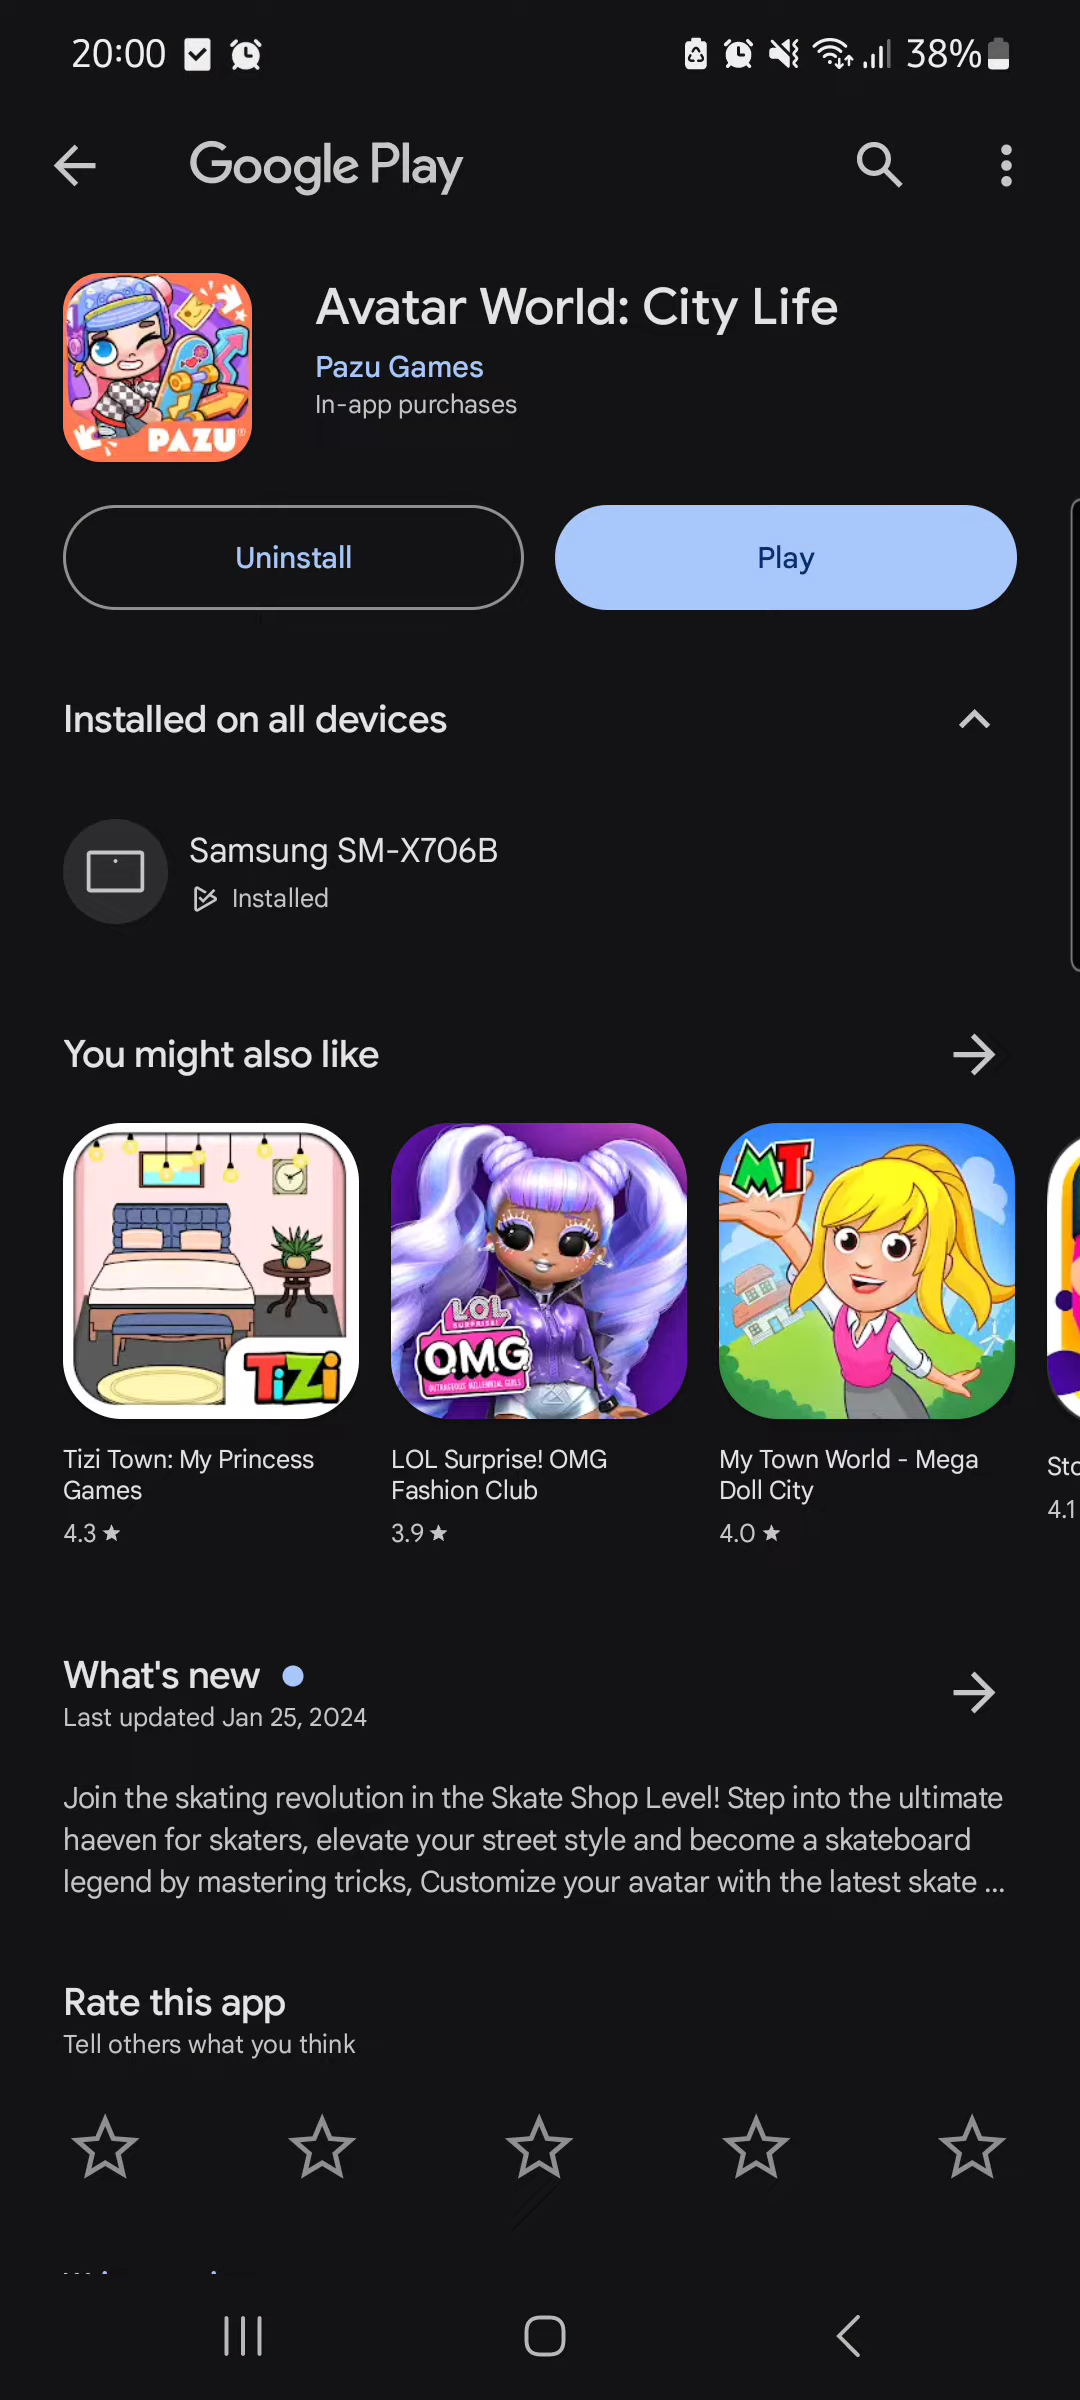 20:00
38%
Google Play
Avatar World: City Life
Pazu Games
In-app purchases
PAZU
Uninstall
Play
Installed on all devices
Samsung SM-X706B
Installed
You might also like
TiZi
LOL
SURPRISE!
O.M.G.
OUTRAGEOUS MILLENNIAL GIRLS
MT
Tizi Town: My Princess
Games
4.3 ★
LOL Surprise! OMG
Fashion Club
3.9 ★
My Town World - Mega
Doll City
4.0 ★
Sto
4.1
What's new
Last updated Jan 25, 2024
Join the skating revolution in the Skate Shop Level! Step into the ultimate
haeven for skaters, elevate your street style and become a skateboard
legend by mastering tricks, Customize your avatar with the latest skate ...
Rate this app
Tell others what you think